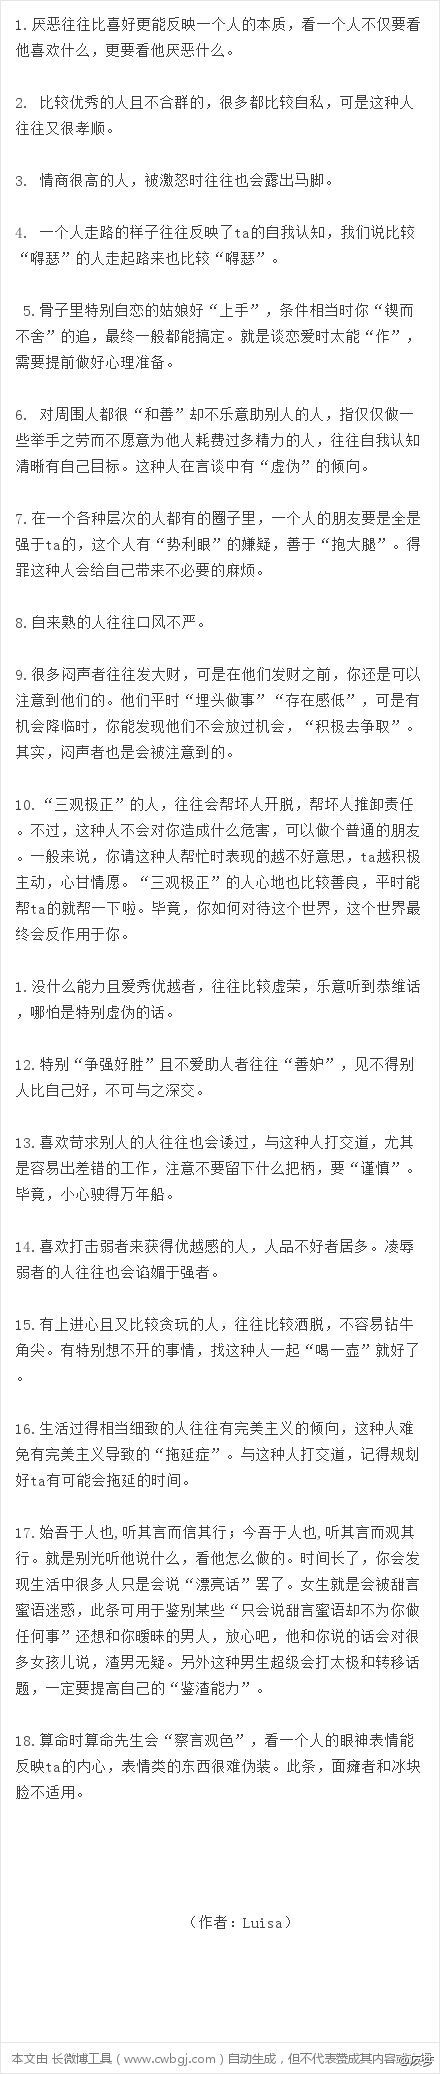 1.厌恶往往比喜好更能反映一个人的本质，看一个人不仅要看
他喜欢什么，更要看他厌恶什么。
2. 比较优秀的人且不合群的，很多都比较自私，可是这种人
往往又很孝顺。
3. 情商很高的人，被激怒时往往也会露出马脚。
4. 一个人走路的样子往往反映了ta的自我认知，我们说比较
“嘚瑟”的人走起路来也比较“嘚瑟”。
5.骨子里特别自恋的姑娘好“上手”，条件相当时你“锲而
不舍”的追，最终一般都能搞定。就是谈恋爱时太能“作”，
需要提前做好心理准备。
6. 对周围人都很“和善”却不乐意助别人的人，指仅仅做一
些举手之劳而不愿意为他人耗费过多精力的人，往往自我认知
清晰有自己目标。这种人在言谈中有“虚伪”的倾向。
7.在一个各种层次的人都有的圈子里，一个人的朋友要是全是
强于ta的，这个人有“势利眼”的嫌疑，善于“抱大腿”。得
罪这种人会给自己带来不必要的麻烦。
8.自来熟的人往往口风不严。
9.很多闷声者往往发大财，可是在他们发财之前，你还是可以
注意到他们的。他们平时“埋头做事”“存在感低”，可是有
机会降临时，你能发现他们不会放过机会，“积极去争取”。
其实，闷声者也是会被注意到的。
10.“三观极正”的人，往往会帮坏人开脱，帮坏人推卸责任
。不过，这种人不会对你造成什么危害，可以做个普通的朋友
。一般来说，你请这种人帮忙时表现的越不好意思，ta越积极
主动，心甘情愿。“三观极正”的人心地也比较善良，平时能
帮ta的就帮一下啦。毕竟，你如何对待这个世界，这个世界最
终会反作用于你。
1.没什么能力且爱秀优越者，往往比较虚荣，乐意听到恭维话
，哪怕是特别虚伪的话。
12.特别“争强好胜”且不爱助人者往往“善妒”，见不得别
人比自己好，不可与之深交。
13.喜欢苛求别人的人往往也会诿过，与这种人打交道，尤其
是容易出差错的工作，注意不要留下什么把柄，要“谨慎”。
毕竟，小心驶得万年船。
14.喜欢打击弱者来获得优越感的人，人品不好者居多。凌辱
弱者的人往往也会谄媚于强者。
15.有上进心且又比较贪玩的人，往往比较洒脱，不容易钻牛
角尖。有特别想不开的事情，找这种人一起“喝一壶”就好了
。
16.生活过得相当细致的人往往有完美主义的倾向，这种人难
免有完美主义导致的“拖延症”。与这种人打交道，记得规划
好ta有可能会拖延的时间。
17.始吾于人也,听其言而信其行；今吾于人也,听其言而观其
行。就是别光听他说什么，看他怎么做的。时间长了，你会发
现生活中很多人只是会说“漂亮话”罢了。女生就是会被甜言
蜜语迷惑，此条可用于鉴别某些“只会说甜言蜜语却不为你做
任何事”还想和你暧昧的男人，放心吧，他和你说的话会对很
多女孩儿说，渣男无疑。另外这种男生超级会打太极和转移话
题，一定要提高自己的“鉴渣能力”。
18.算命时算命先生会“察言观色”，看一个人的眼神表情能
反映ta的内心，表情类的东西很难伪装。此条，面瘫者和冰块
脸不适用。
（作者：Luisa）
本文由 长微博工具（www.cwbgj.com）自动生成，但不代表赞成其内容